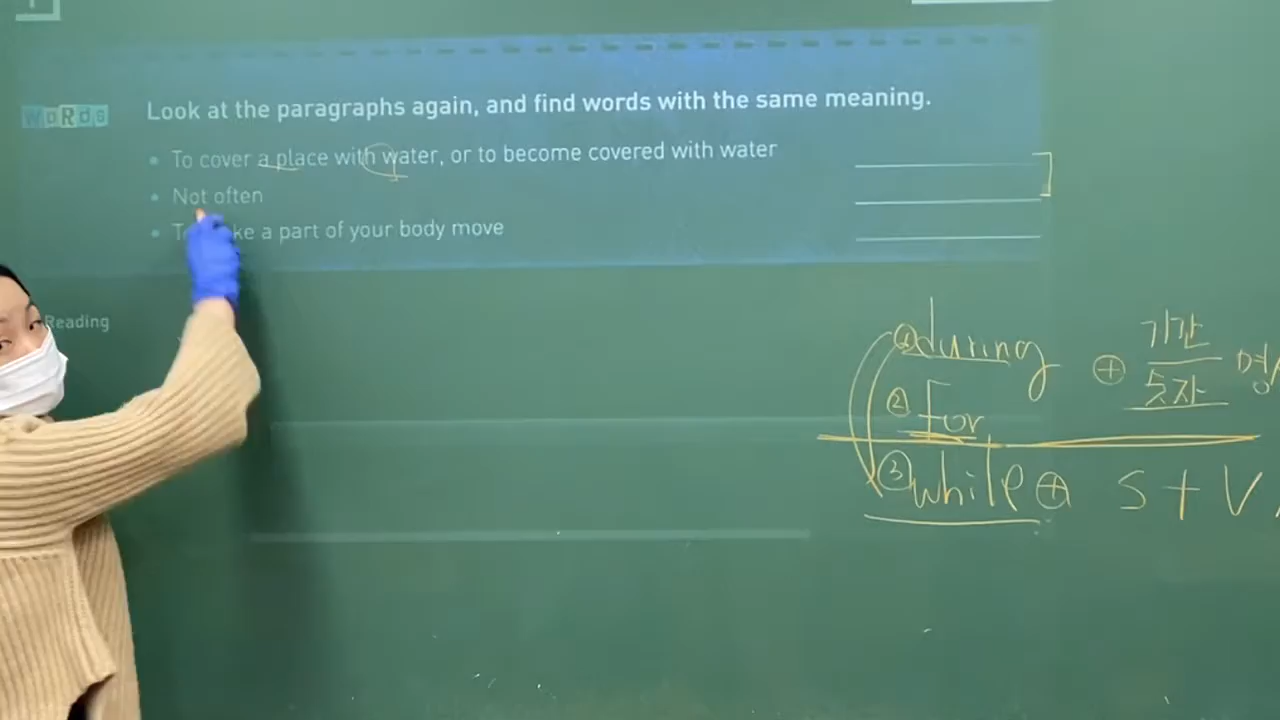 WORDS
Look at the paragraphs again, and find words with the same meaning.
• To cover a place with water, or to become covered with water
• Not often
• To make a part of your body move
Reading
① during ⊕ 기간
숫자
② For
③ while ⊕ S + V